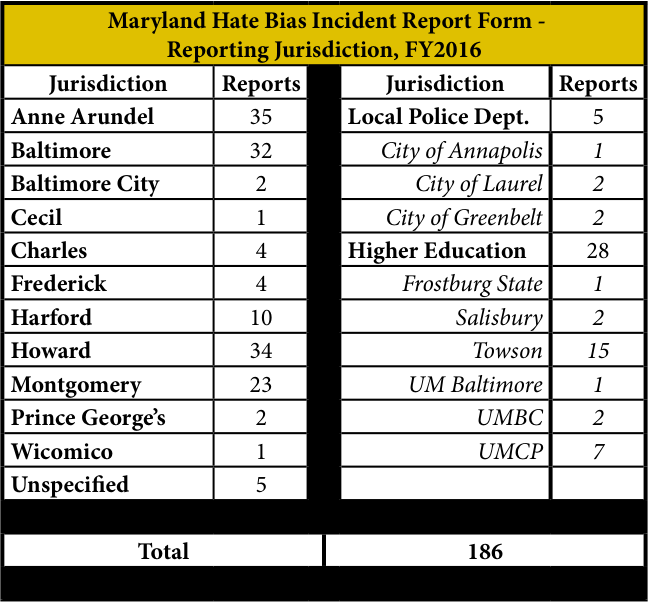 Maryland Hate Bias Incident Report Form -
Reporting Jurisdiction, FY2016
Jurisdiction Reports Jurisdiction Reports
Anne Arundel 35 Local Police Dept. 5
Baltimore 32 City of Annapolis 1
Baltimore City 2 City of Laurel 2
Cecil 1 City of Greenbelt 2
Charles 4 Higher Education 28
Frederick 4 Frostburg State 1
Harford 10 Salisbury 2
Howard 34 Towson 15
Montgomery 23 UM Baltimore 1
Prince George’s 2 UMBC 2
Wicomico 1 UMCP 7
Unspecified 5
Total 186